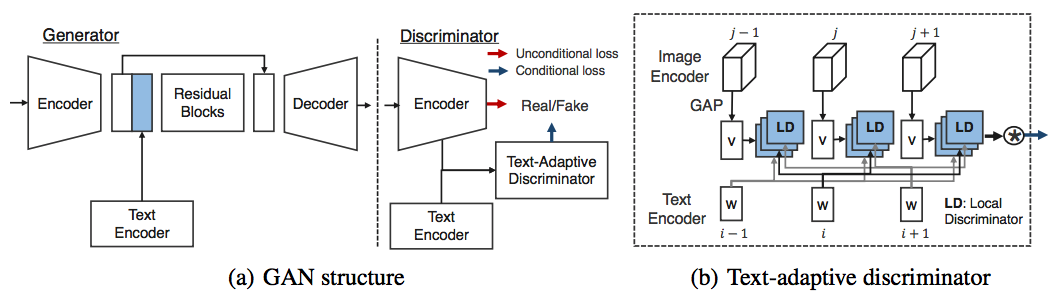 Generator
Encoder
Residual
Blocks
Decoder
Text
Encoder
Discriminator
Unconditional loss
Conditional loss
Encoder
Real/Fake
Text-Adaptive
Discriminator
Text
Encoder
(a) GAN structure
j − 1
j
j + 1
Image
Encoder
GAP
V
LD
V
LD
V
LD
*
Text
Encoder
W
W
W
LD: Local
Discriminator
i − 1
i
i + 1
(b) Text-adaptive discriminator